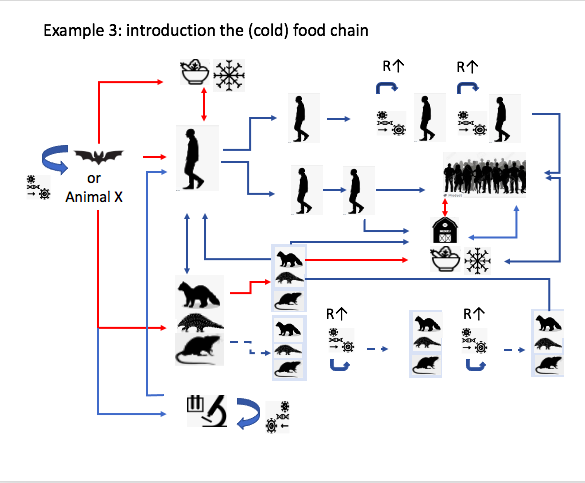 Example 3: introduction the (cold) food chain
R↑
R↑
or
Animal X
R↑
R↑